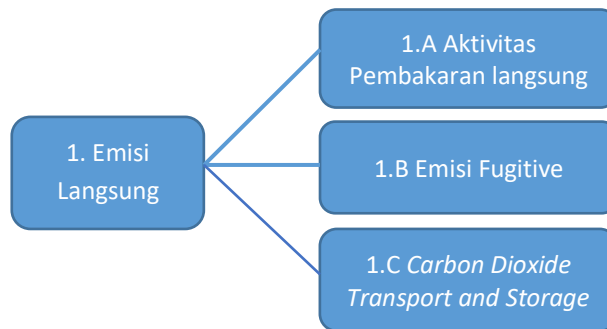 1.A Aktivitas
Pembakaran langsung
1. Emisi
Langsung
1.B Emisi Fugitive
1.C Carbon Dioxide
Transport and Storage